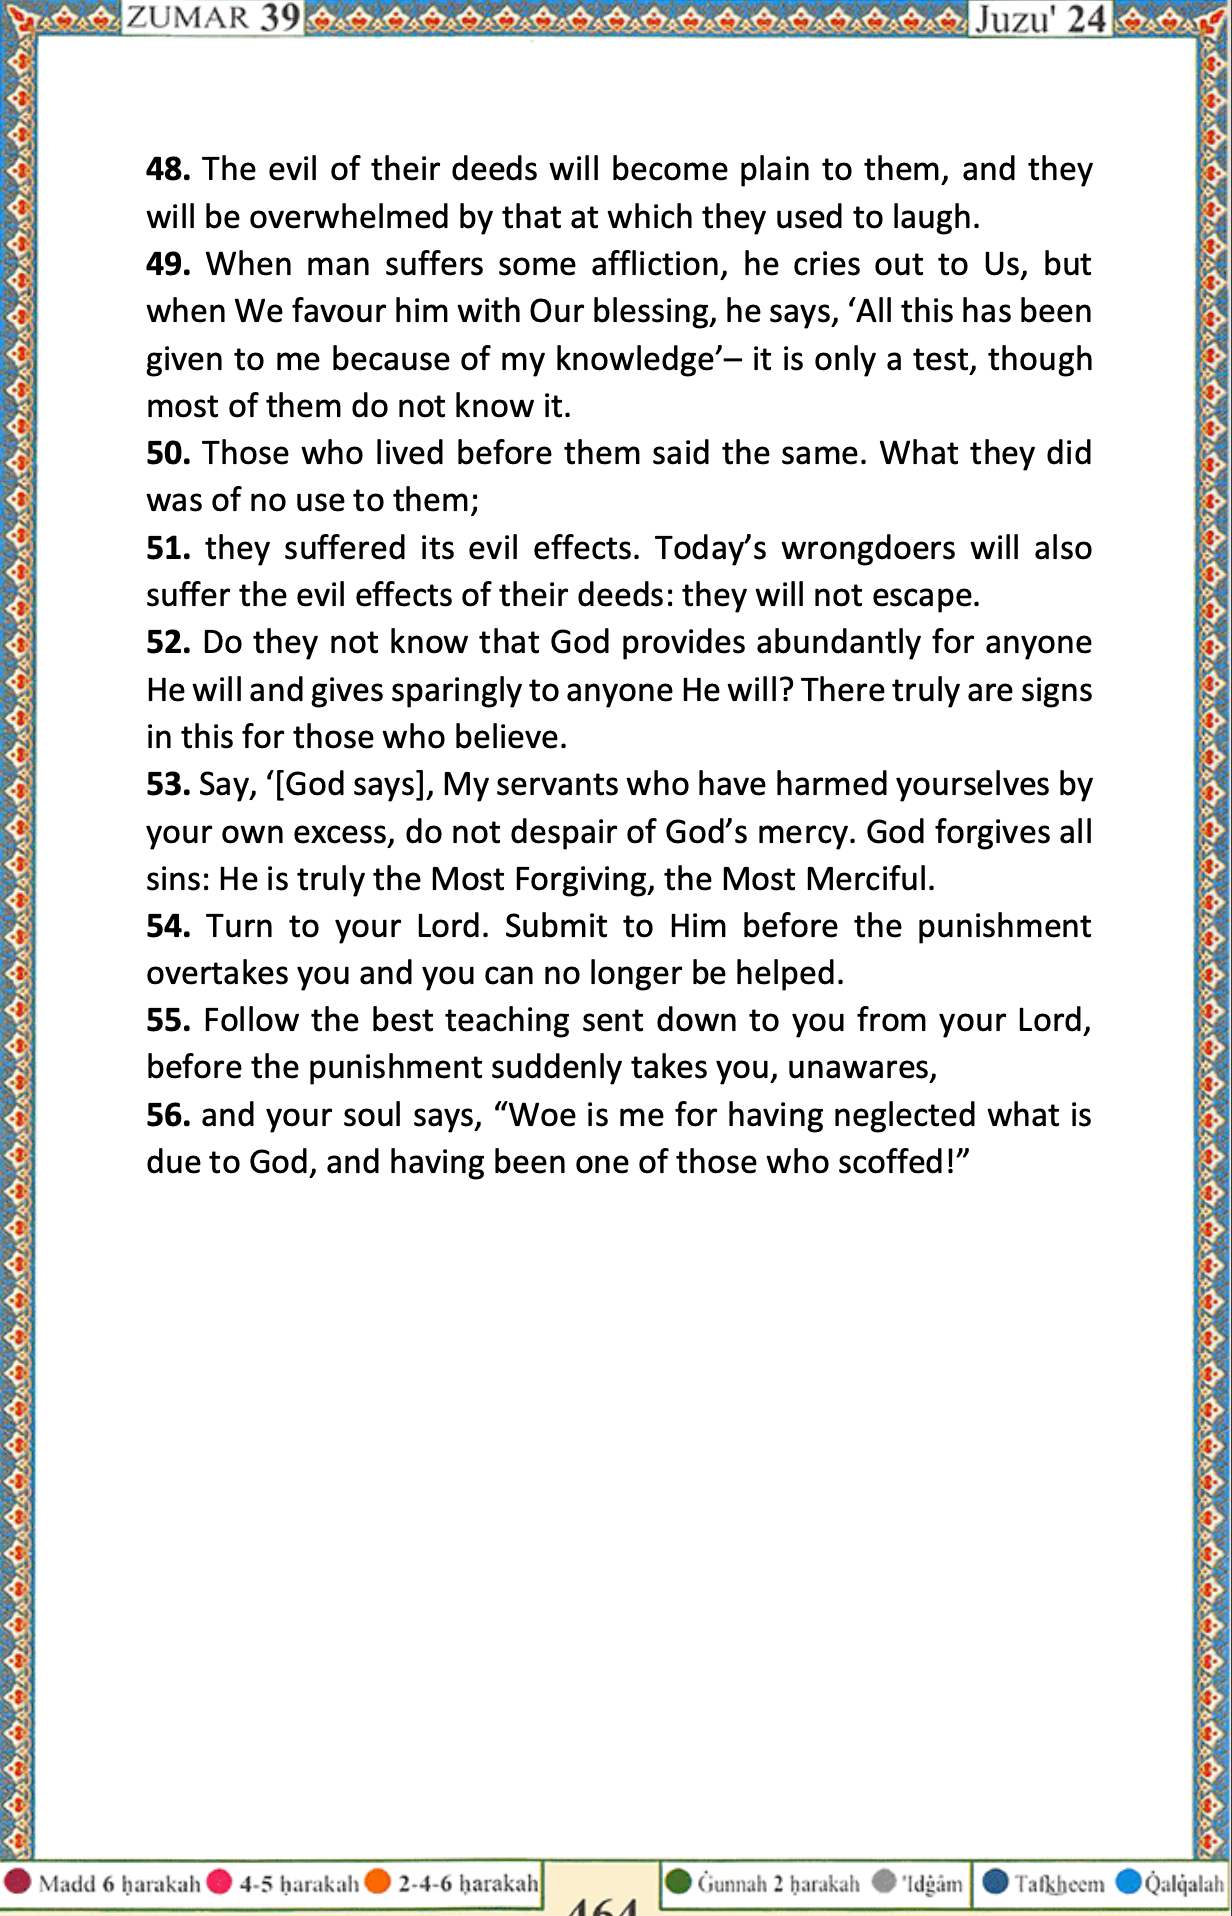 ZUMAR 39 Juzu' 24
48. The evil of their deeds will become plain to them, and they
will be overwhelmed by that at which they used to laugh.
49. When man suffers some affliction, he cries out to Us, but
when We favour him with Our blessing, he says, ‘All this has been
given to me because of my knowledge’– it is only a test, though
most of them do not know it.
50. Those who lived before them said the same. What they did
was of no use to them;
51. they suffered its evil effects. Today’s wrongdoers will also
suffer the evil effects of their deeds: they will not escape.
52. Do they not know that God provides abundantly for anyone
He will and gives sparingly to anyone He will? There truly are signs
in this for those who believe.
53. Say, ‘[God says], My servants who have harmed yourselves by
your own excess, do not despair of God’s mercy. God forgives all
sins: He is truly the Most Forgiving, the Most Merciful.
54. Turn to your Lord. Submit to Him before the punishment
overtakes you and you can no longer be helped.
55. Follow the best teaching sent down to you from your Lord,
before the punishment suddenly takes you, unawares,
56. and your soul says, “Woe is me for having neglected what is
due to God, and having been one of those who scoffed!”
Madd 6 ḥarakah 4-5 ḥarakah 2-4-6 ḥarakah Ġunnah 2 ḥarakah 'Idġâm Tafk͟heem Q̇alq̇alah
464